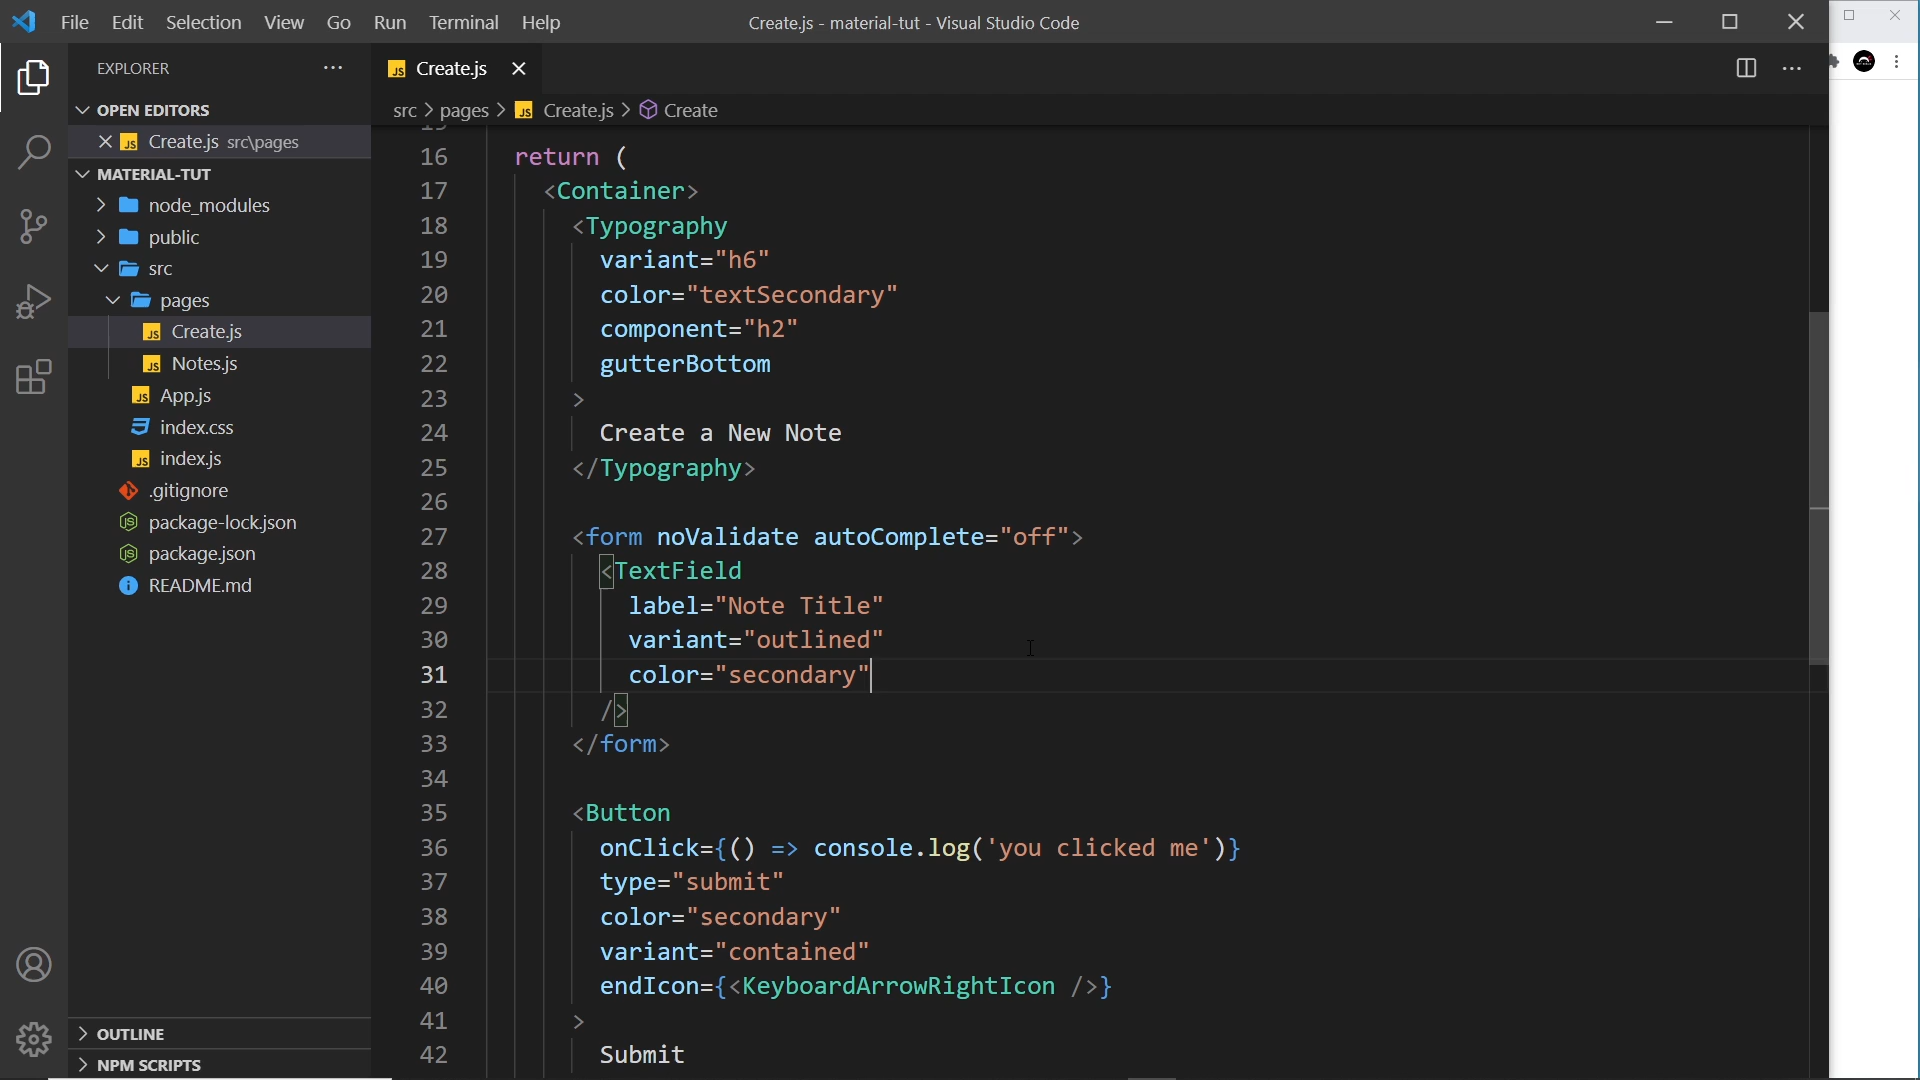 File Edit Selection View Go Run Terminal Help
Create.js - material-tut - Visual Studio Code
EXPLORER
OPEN EDITORS
Create.js src\pages
MATERIAL-TUT
node_modules
public
src
pages
Create.js
Notes.js
App.js
index.css
index.js
.gitignore
package-lock.json
package.json
README.md
OUTLINE
NPM SCRIPTS
Create.js
src > pages > Create.js > Create
16 return (
17 <Container>
18 <Typography
19 variant="h6"
20 color="textSecondary"
21 component="h2"
22 gutterBottom
23 >
24 Create a New Note
25 </Typography>
26
27 <form noValidate autoComplete="off">
28 <TextField
29 label="Note Title"
30 variant="outlined"
31 color="secondary"
32 />
33 </form>
34
35 <Button
36 onClick={() => console.log('you clicked me')}
37 type="submit"
38 color="secondary"
39 variant="contained"
40 endIcon={<KeyboardArrowRightIcon />}
41 >
42 Submit